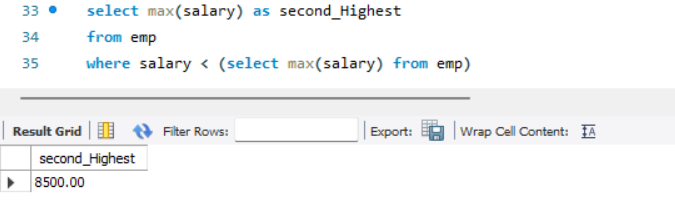 33 select max(salary) as second_Highest
34 from emp
35 where salary < (select max(salary) from emp)
Result Grid Filter Rows: Export: Wrap Cell Content: IA
second_Highest
8500.00